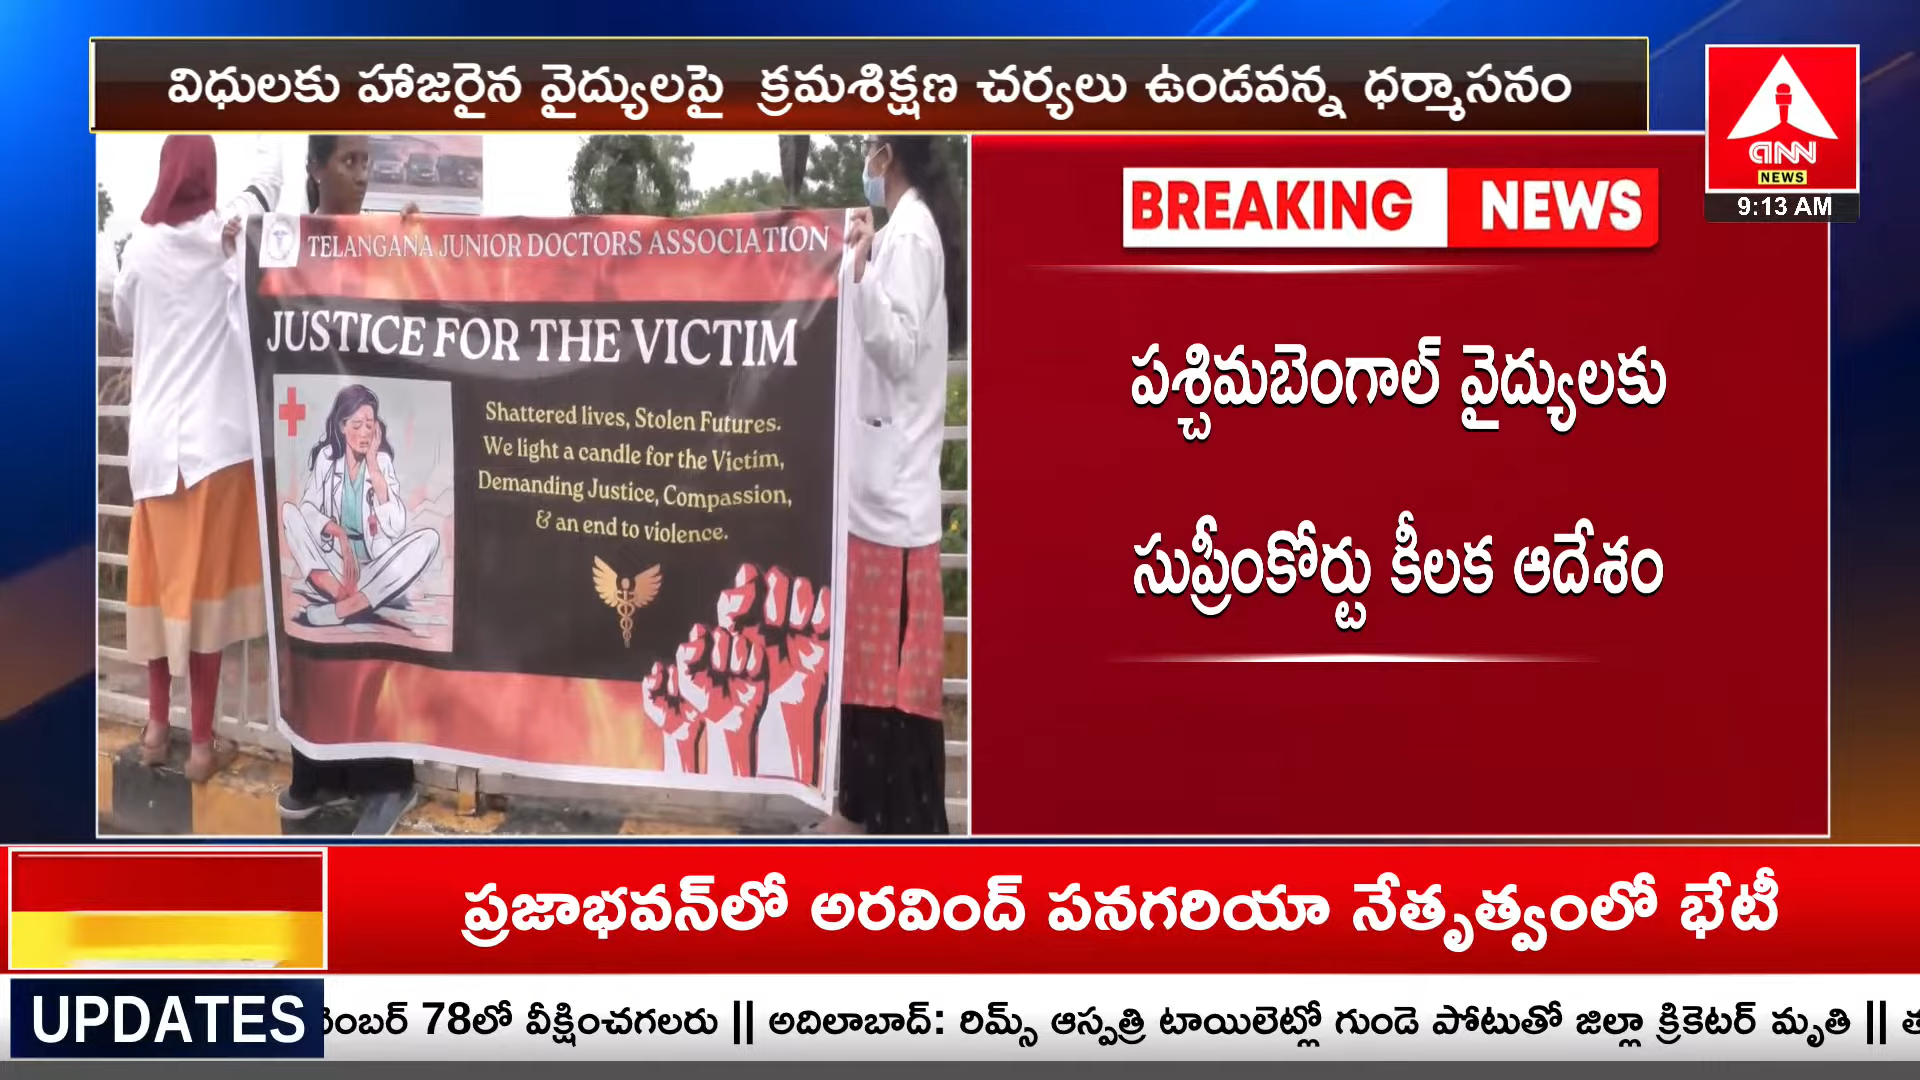 విధులకు హాజరైన వైద్యులపై క్రమశిక్షణ చర్యలు ఉండవన్న ధర్మాసనం
ANN
NEWS
9:13 AM
TELANGANA JUNIOR DOCTORS ASSOCIATION
JUSTICE FOR THE VICTIM
Shattered lives, Stolen Futures.
We light a candle for the Victim,
Demanding Justice, Compassion,
& an end to violence.
BREAKING NEWS
పశ్చిమబెంగాల్ వైద్యులకు
సుప్రీంకోర్టు కీలక ఆదేశం
ప్రజాభవన్‌లో అరవింద్ పనగరియా నేతృత్వంలో భేటీ
UPDATES
78లో వీక్షించగలరు || అదిలాబాద్: రిమ్స్ ఆస్పత్రి టాయిలెట్లో గుండె పోటుతో జిల్లా క్రికెటర్ మృతి ||